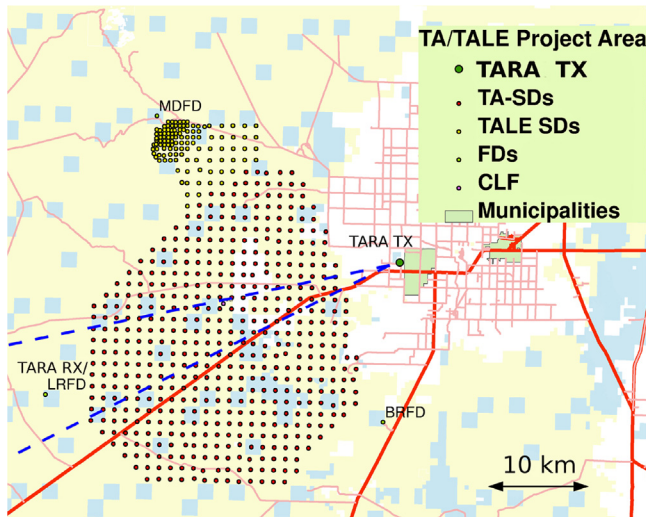 TA/TALE Project Area
TARA TX
TA-SDs
TALE SDs
FDs
CLF
Municipalities
MDFD
TARA TX
TARA RX/
LRFD
BRFD
10 km